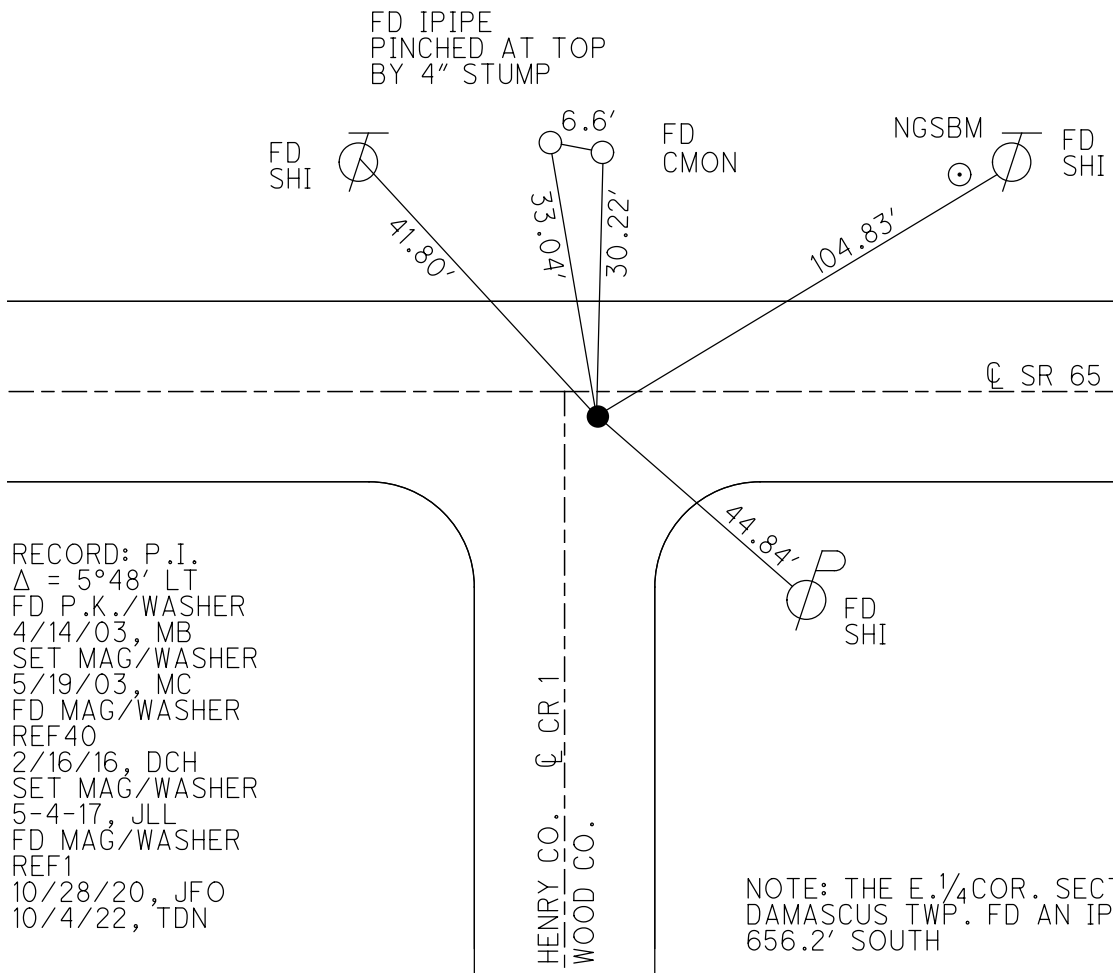 FD IPIPE
PINCHED AT TOP
BY 4" STUMP
6.6'
FD
CMON
NGSBM
FD
SHI
FD
SHI
41.80'
33.04'
30.22'
104.83'
℄ SR 65
44.84'
FD
SHI
RECORD: P.I.
Δ = 5°48' LT
FD P.K./WASHER
4/14/03, MB
SET MAG/WASHER
5/19/03, MC
FD MAG/WASHER
REF40
2/16/16, DCH
SET MAG/WASHER
5-4-17, JLL
FD MAG/WASHER
REF1
10/28/20, JFO
10/4/22, TDN
℄ CR 1
HENRY CO.
WOOD CO.
NOTE: THE E.1/4 COR. SECT
DAMASCUS TWP. FD AN IP
656.2' SOUTH